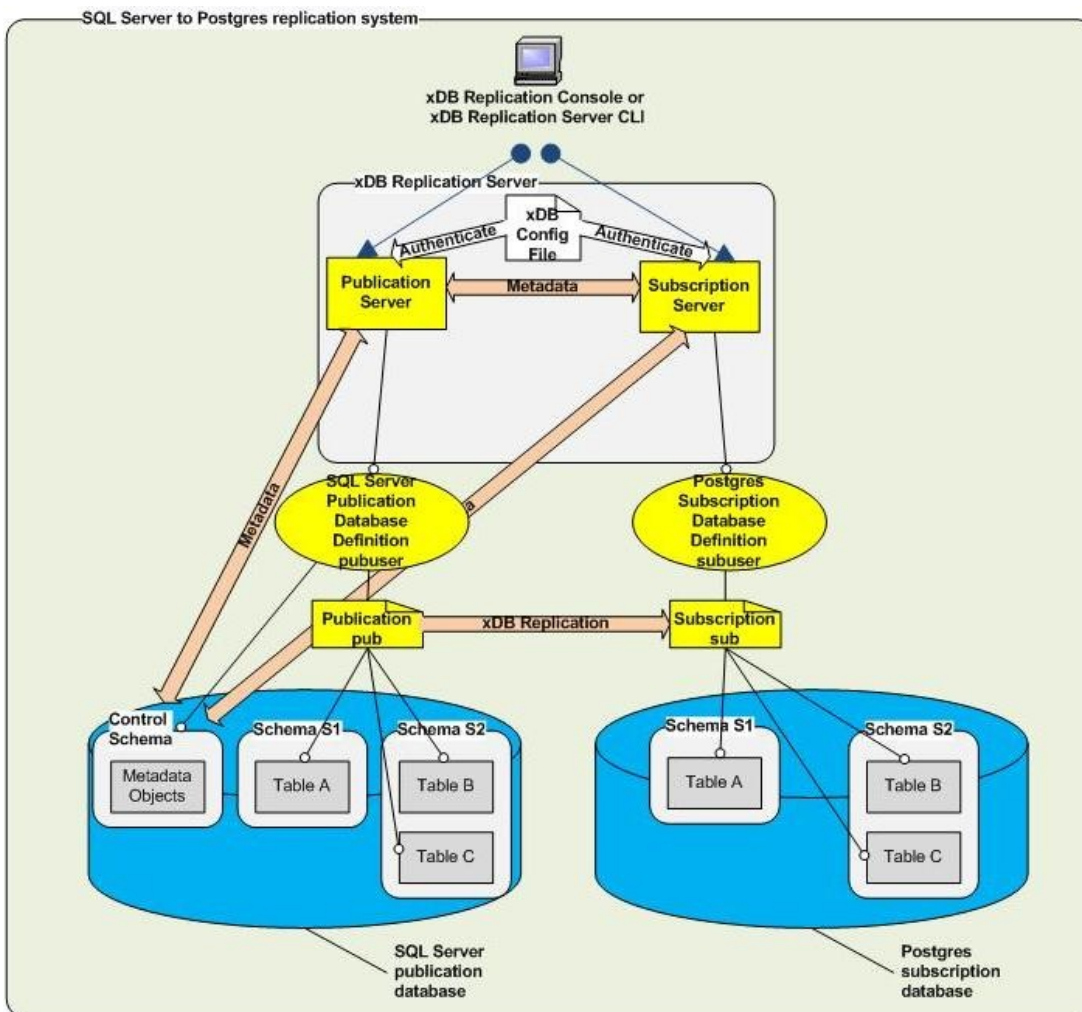 SQL Server to Postgres replication system
xDB Replication Console or
xDB Replication Server CLI
xDB Replication Server
xDB
Config
File
Authenticate
Authenticate
Publication
Server
Metadata
Subscription
Server
Metadata
SQL Server
Publication
Database
Definition
pubuser
Postgres
Subscription
Database
Definition
subuser
Publication
pub
xDB Replication
Subscription
sub
Control
Schema
Metadata
Objects
Schema S1
Table A
Schema S2
Table B
Table C
Schema S1
Table A
Schema S2
Table B
Table C
SQL Server
publication
database
Postgres
subscription
database